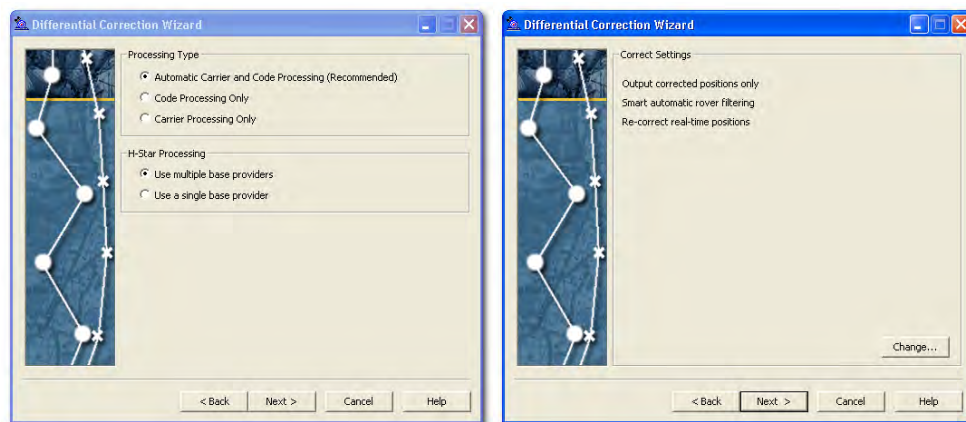 Differential Correction Wizard
Processing Type
Automatic Carrier and Code Processing (Recommended)
Code Processing Only
Carrier Processing Only
H-Star Processing
Use multiple base providers
Use a single base provider
< Back
Next >
Cancel
Help
Differential Correction Wizard
Correct Settings
Output corrected positions only
Smart automatic rover filtering
Re-correct real-time positions
Change...
< Back
Next >
Cancel
Help